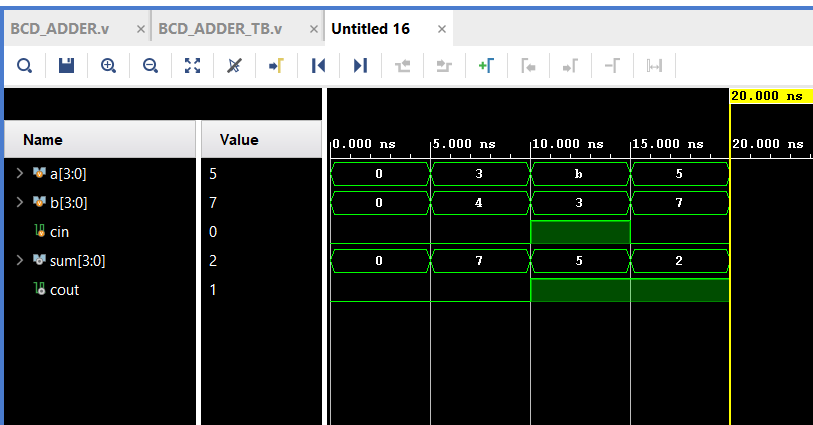 BCD_ADDER.v × BCD_ADDER_TB.v × Untitled 16 ×
20.000 ns
Name Value
0.000 ns 5.000 ns 10.000 ns 15.000 ns 20.000 ns
a[3:0] 5 0 3 b 5
b[3:0] 7 0 4 3 7
cin 0
sum[3:0] 2 0 7 5 2
cout 1